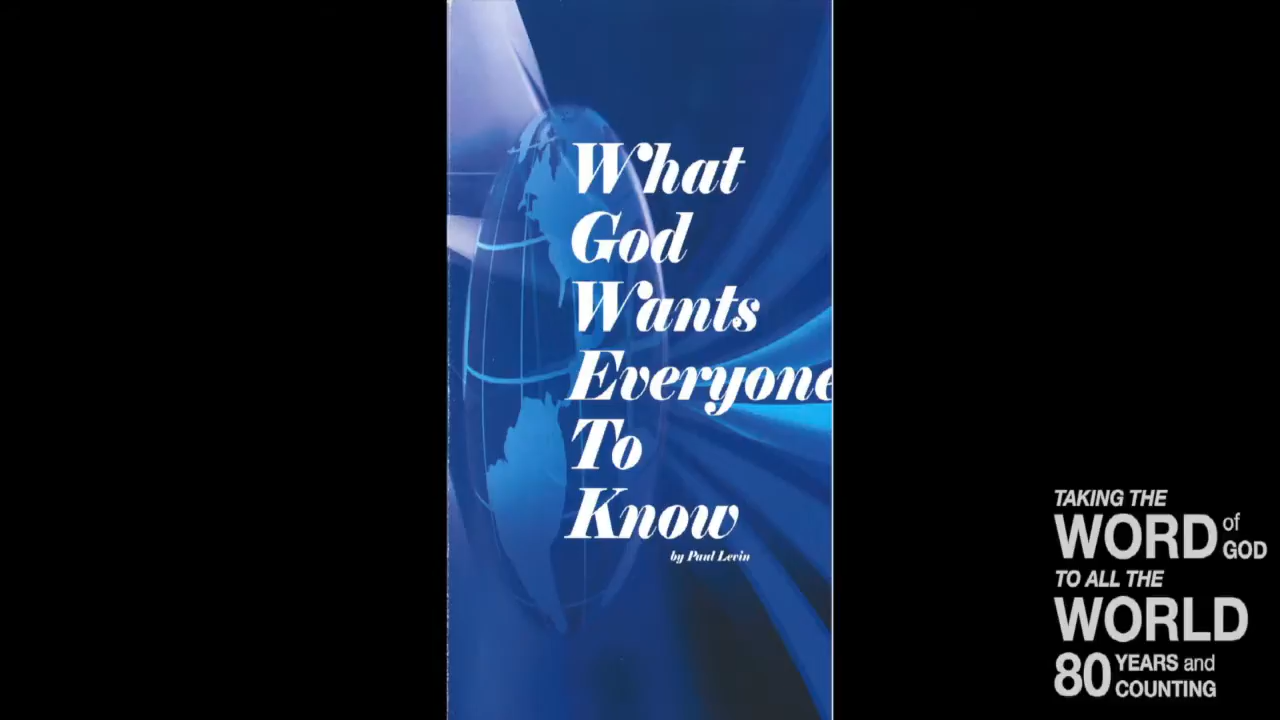 What
God
Wants
Everyone
To
Know
by Paul Levin
TAKING THE
WORD of GOD
TO ALL THE
WORLD
80 YEARS and COUNTING